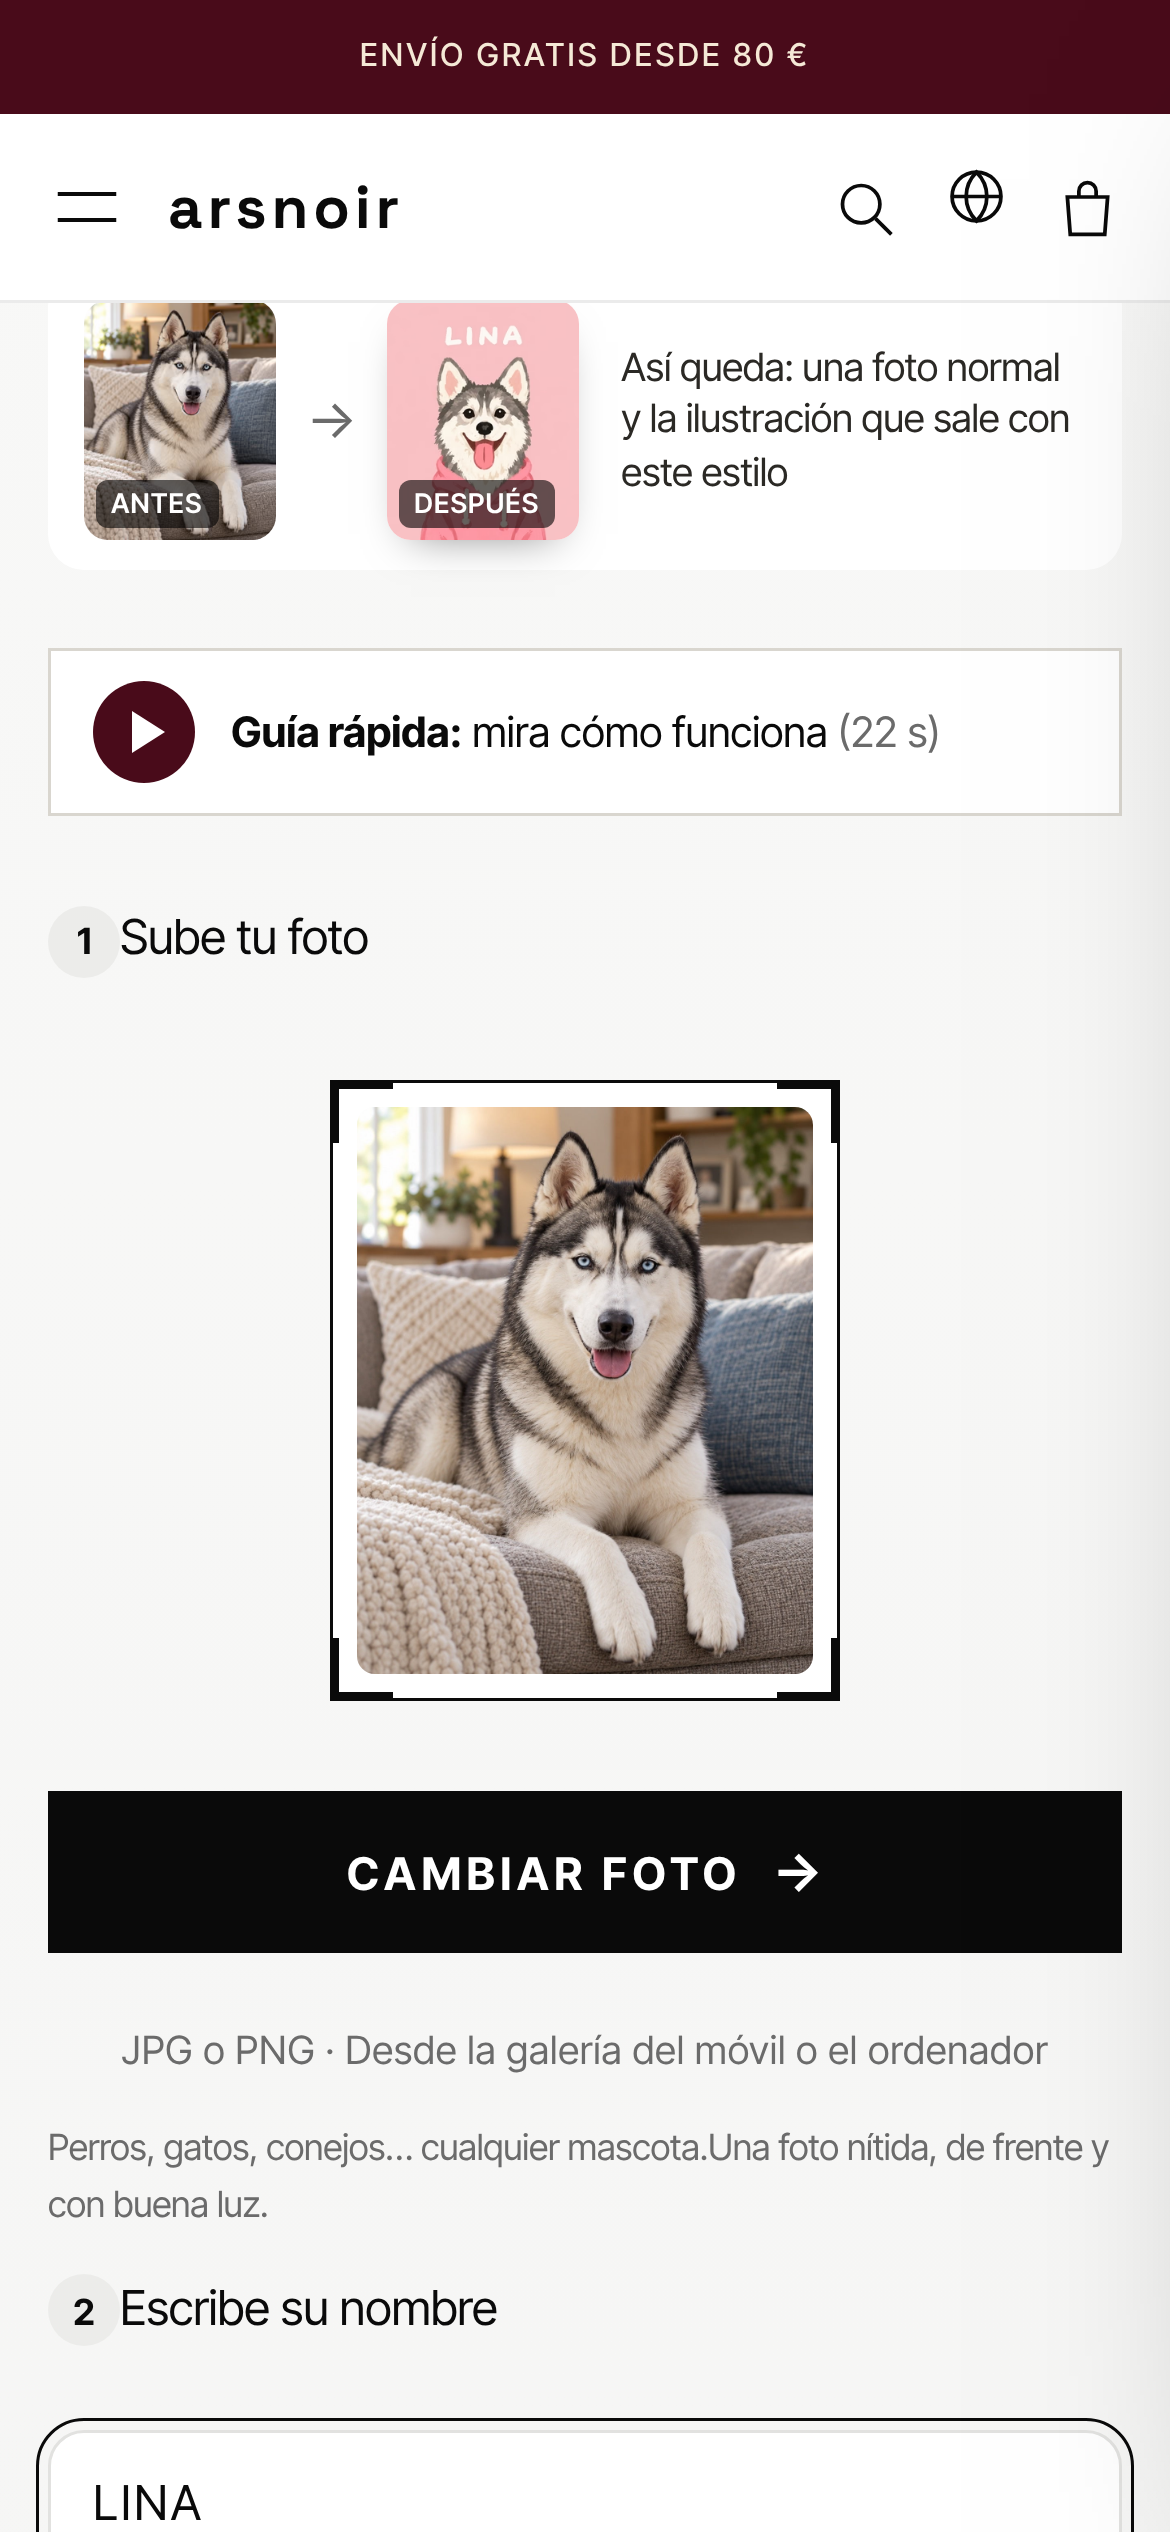 ENVÍO GRATIS DESDE 80 €
arsnoir
LINA
ANTES
DESPUÉS
Así queda: una foto normal
y la ilustración que sale con
este estilo
Guía rápida: mira cómo funciona (22 s)
1 Sube tu foto
CAMBIAR FOTO →
JPG o PNG · Desde la galería del móvil o el ordenador
Perros, gatos, conejos... cualquier mascota.Una foto nítida, de frente y
con buena luz.
2 Escribe su nombre
LINA